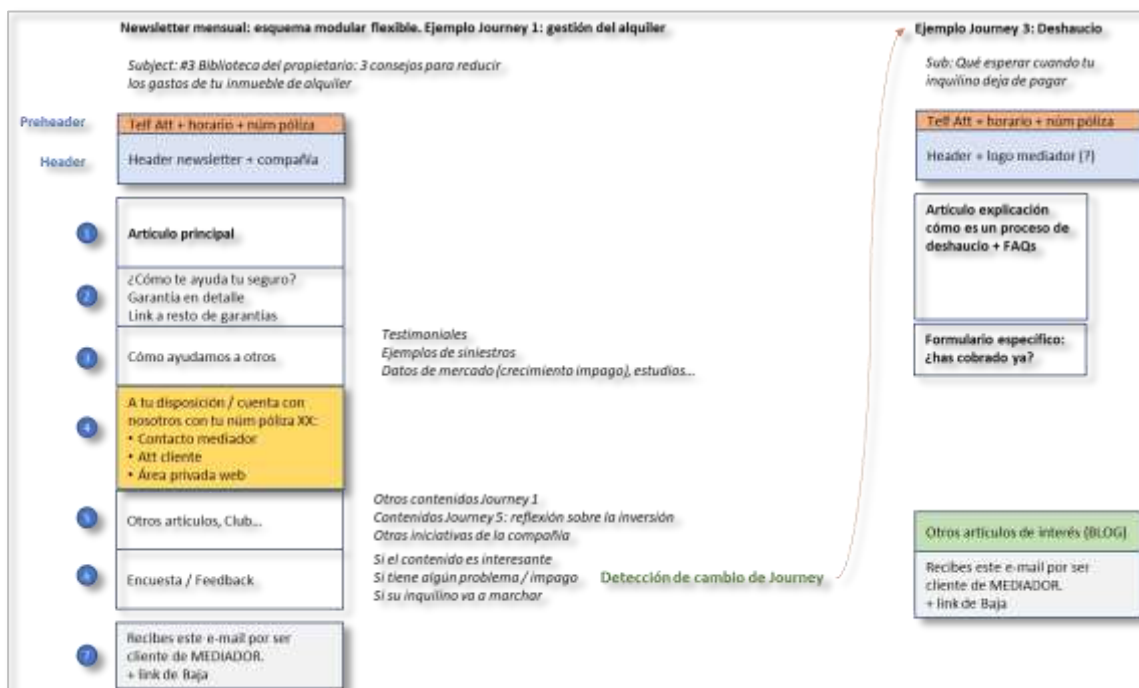 Newsletter mensual: esquema modular flexible. Ejemplo Journey 1: gestión del alquiler
Subject: #3 Biblioteca del propietario: 3 consejos para reducir
los gastos de tu inmueble de alquiler
Preheader
Telf Att + horario + núm póliza
Header
Header newsletter + compañía
1
Artículo principal
2
¿Cómo te ayuda tu seguro?
Garantía en detalle
Link a resto de garantías
3
Cómo ayudamos a otros
Testimoniales
Ejemplos de siniestros
Datos de mercado (crecimiento impago), estudios...
4
A tu disposición / cuenta con
nosotros con tu núm póliza XX:
• Contacto mediador
• Att cliente
• Área privada web
5
Otros artículos, Club...
Otros contenidos Journey 1
Contenidos Journey 5: reflexión sobre la inversión
Otras iniciativas de la compañía
6
Encuesta / Feedback
Si el contenido es interesante
Si tiene algún problema / impago
Si su inquilino va a marchar
Detección de cambio de Journey
7
Recibes este e-mail por ser
cliente de MEDIADOR.
+ link de Baja
Ejemplo Journey 3: Deshaucio
Sub: Qué esperar cuando tu
inquilino deja de pagar
Telf Att + horario + núm póliza
Header + logo mediador (?)
Artículo explicación
cómo es un proceso de
deshaucio + FAQs
Formulario específico:
¿has cobrado ya?
Otros artículos de interés (BLOG)
Recibes este e-mail por ser
cliente de MEDIADOR.
+ link de Baja